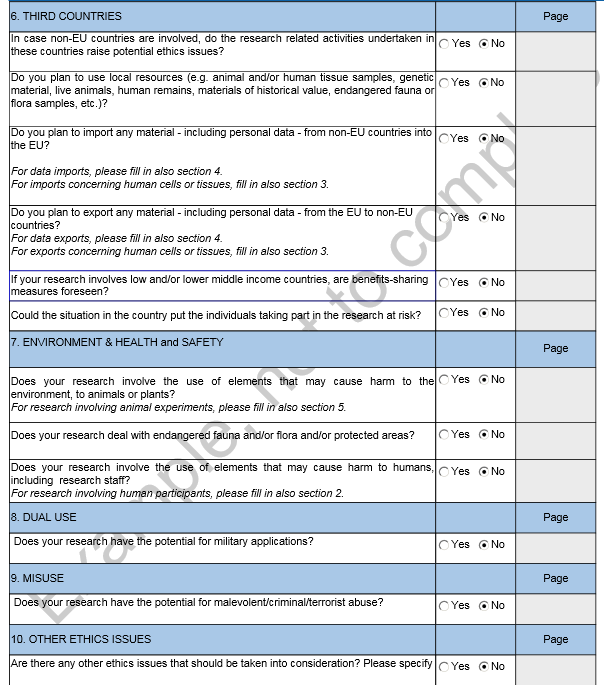 6. THIRD COUNTRIES Page
In case non-EU countries are involved, do the research related activities undertaken in Yes No
these countries raise potential ethics issues?
Do you plan to use local resources (e.g. animal and/or human tissue samples, genetic Yes No
material, live animals, human remains, materials of historical value, endangered fauna or
flora samples, etc.)?
Do you plan to import any material - including personal data - from non-EU countries into Yes No
the EU?
For data imports, please fill in also section 4.
For imports concerning human cells or tissues, fill in also section 3.
Do you plan to export any material - including personal data - from the EU to non-EU Yes No
countries?
For data exports, please fill in also section 4.
For exports concerning human cells or tissues, fill in also section 3.
If your research involves low and/or lower middle income countries, are benefits-sharing Yes No
measures foreseen?
Could the situation in the country put the individuals taking part in the research at risk? Yes No
7. ENVIRONMENT & HEALTH and SAFETY Page
Does your research involve the use of elements that may cause harm to the Yes No
environment, to animals or plants?
For research involving animal experiments, please fill in also section 5.
Does your research deal with endangered fauna and/or flora and/or protected areas? Yes No
Does your research involve the use of elements that may cause harm to humans, Yes No
including research staff?
For research involving human participants, please fill in also section 2.
8. DUAL USE Page
Does your research have the potential for military applications? Yes No
9. MISUSE Page
Does your research have the potential for malevolent/criminal/terrorist abuse? Yes No
10. OTHER ETHICS ISSUES Page
Are there any other ethics issues that should be taken into consideration? Please specify Yes No
Example, not to compl